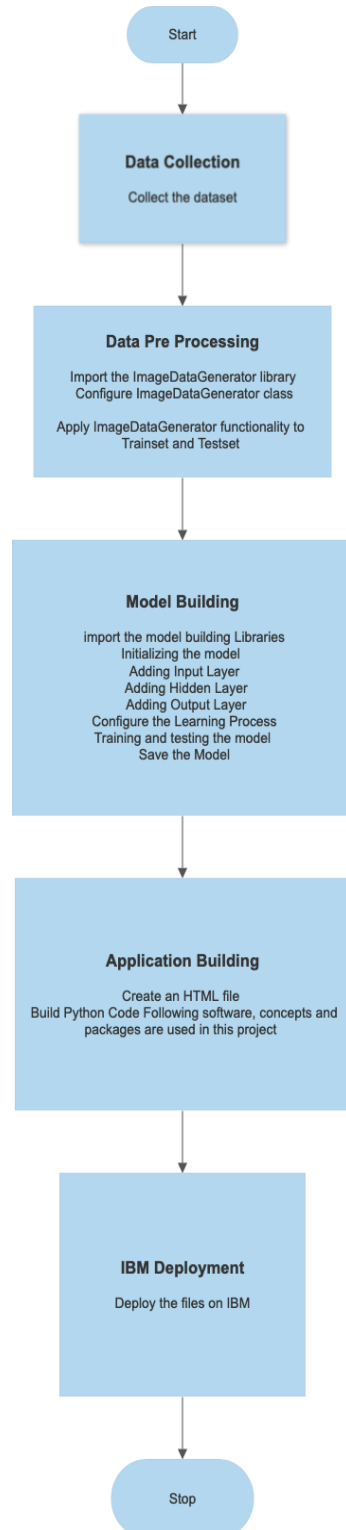 Start
Data Collection
Collect the dataset
Data Pre Processing
Import the ImageDataGenerator library
Configure ImageDataGenerator class
Apply ImageDataGenerator functionality to
Trainset and Testset
Model Building
import the model building Libraries
Initializing the model
Adding Input Layer
Adding Hidden Layer
Adding Output Layer
Configure the Learning Process
Training and testing the model
Save the Model
Application Building
Create an HTML file
Build Python Code Following software, concepts and
packages are used in this project
IBM Deployment
Deploy the files on IBM
Stop